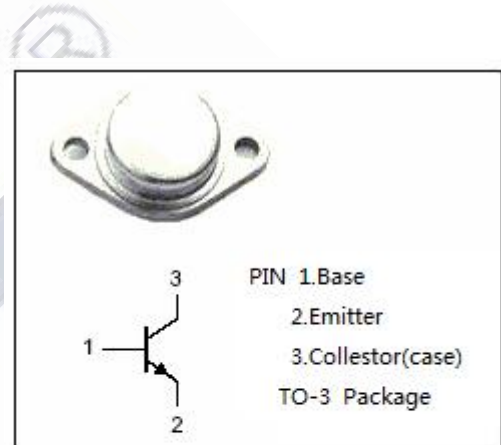 3
PIN 1.Base
2.Emitter
1
3.Collestor(case)
TO-3 Package
2